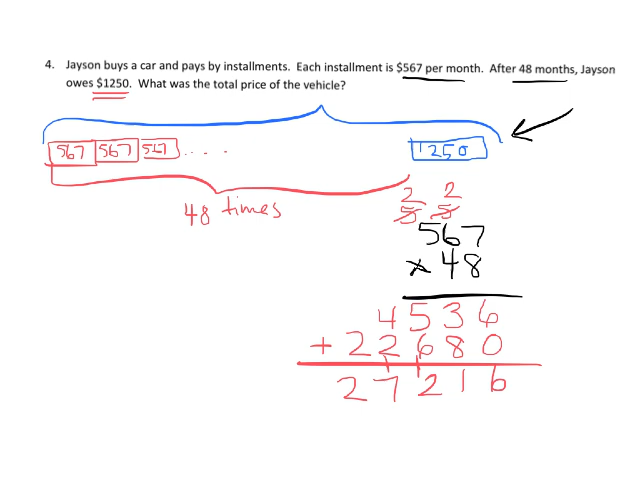 4. Jayson buys a car and pays by installments. Each installment is $567 per month. After 48 months, Jayson
owes $1250. What was the total price of the vehicle?
567 567 567 .... 1250
48 times
2 2
5 5
567
x 48
4536
+ 22680
27216